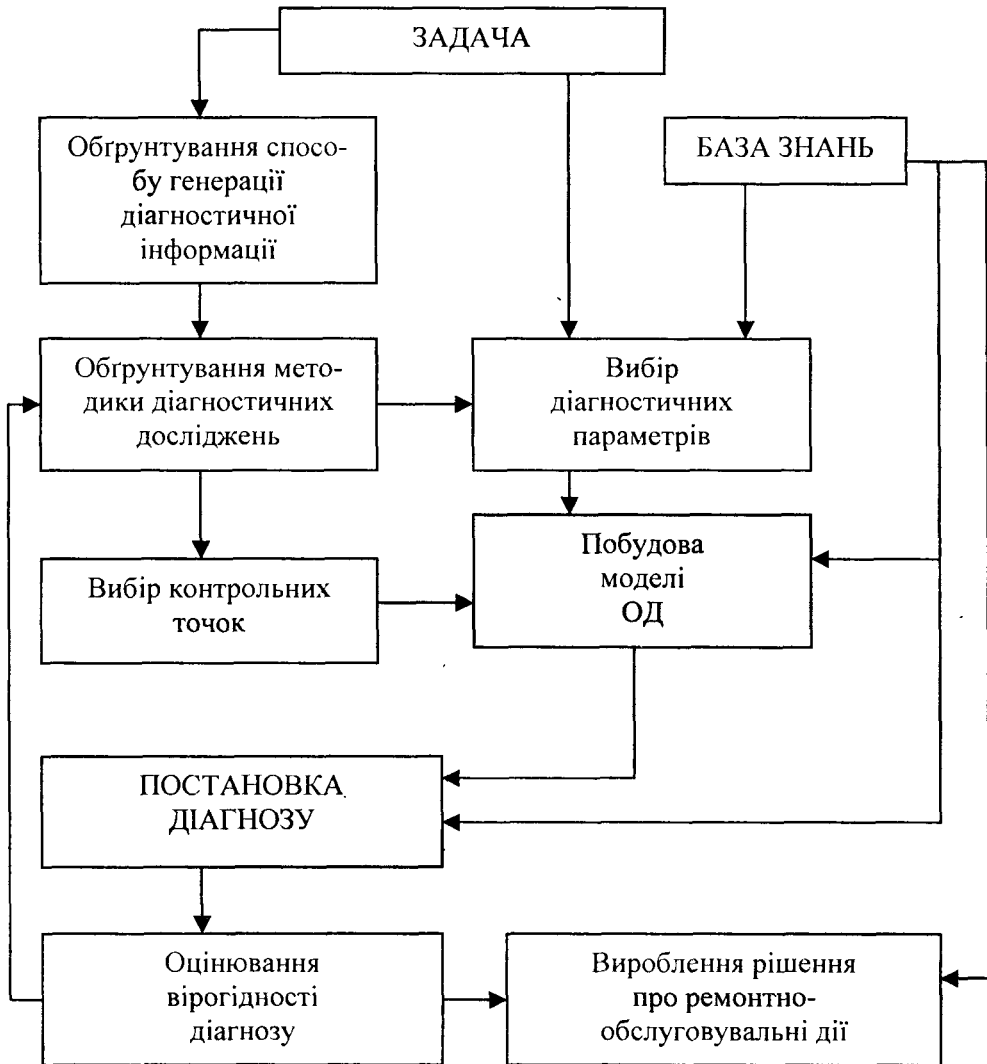 ЗАДАЧА
Обґрунтування спосо-
бу генерації
діагностичної
інформації
БАЗА ЗНАНЬ
Обґрунтування мето-
дики діагностичних
досліджень
Вибір
діагностичних
параметрів
Вибір контрольних
точок
Побудова
моделі
ОД
ПОСТАНОВКА
ДІАГНОЗУ
Оцінювання
вірогідності
діагнозу
Вироблення рішення
про ремонтно-
обслуговувальні дії